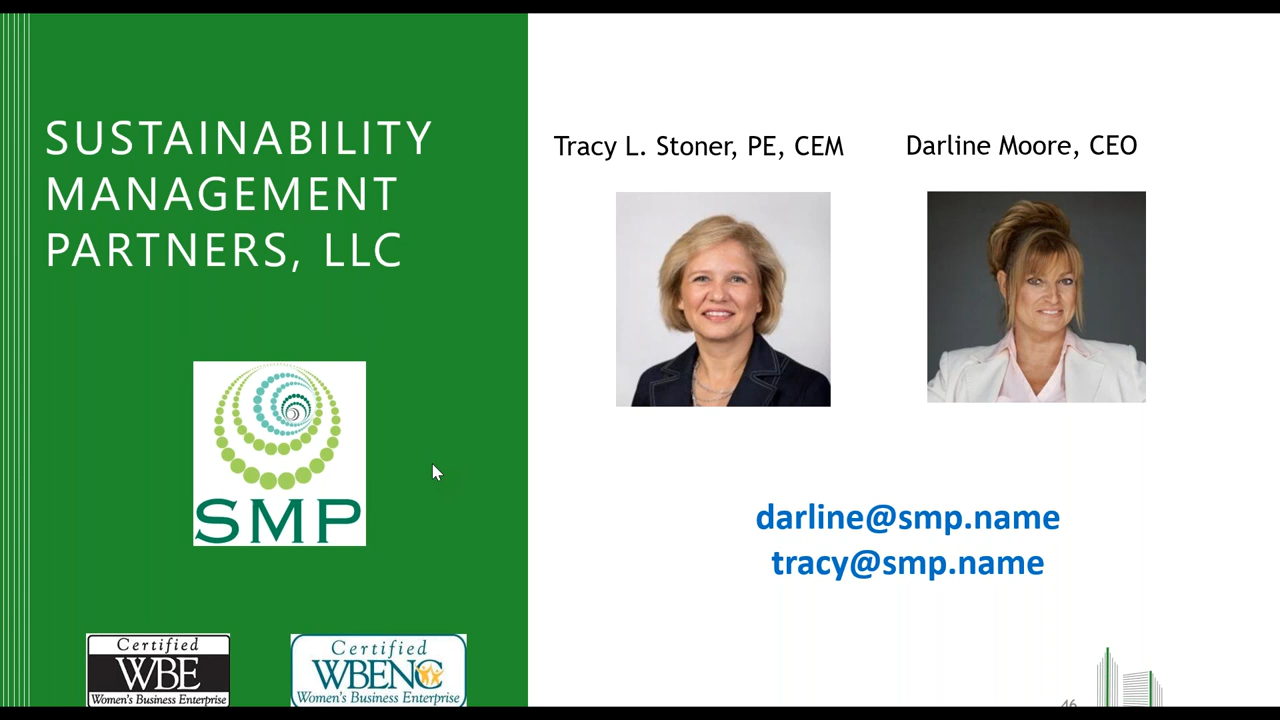 SUSTAINABILITY
MANAGEMENT
PARTNERS, LLC
SMP
Certified
WBE
Women's Business Enterprise
Certified
WBENC
Women's Business Enterprise
Tracy L. Stoner, PE, CEM
Darline Moore, CEO
darline@smp.name
tracy@smp.name
46